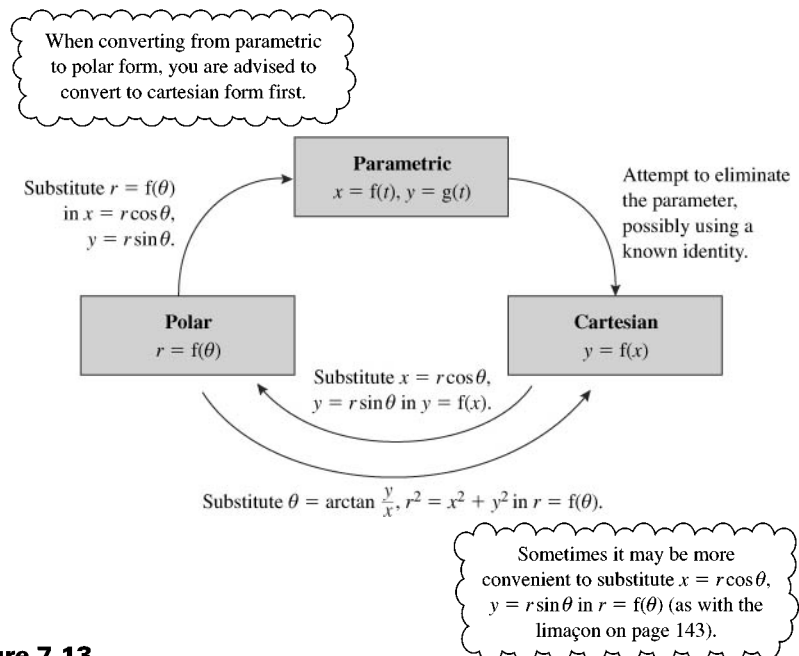 When converting from parametric
to polar form, you are advised to
convert to cartesian form first.
Parametric
x = f(t), y = g(t)
Substitute r = f(θ)
in x = r cos θ,
y = r sin θ.
Attempt to eliminate
the parameter,
possibly using a
known identity.
Polar
r = f(θ)
Cartesian
y = f(x)
Substitute x = r cos θ,
y = r sin θ in y = f(x).
Substitute θ = arctan y/x, r² = x² + y² in r = f(θ).
Sometimes it may be more
convenient to substitute x = r cos θ,
y = r sin θ in r = f(θ) (as with the
limaçon on page 143).
7.13